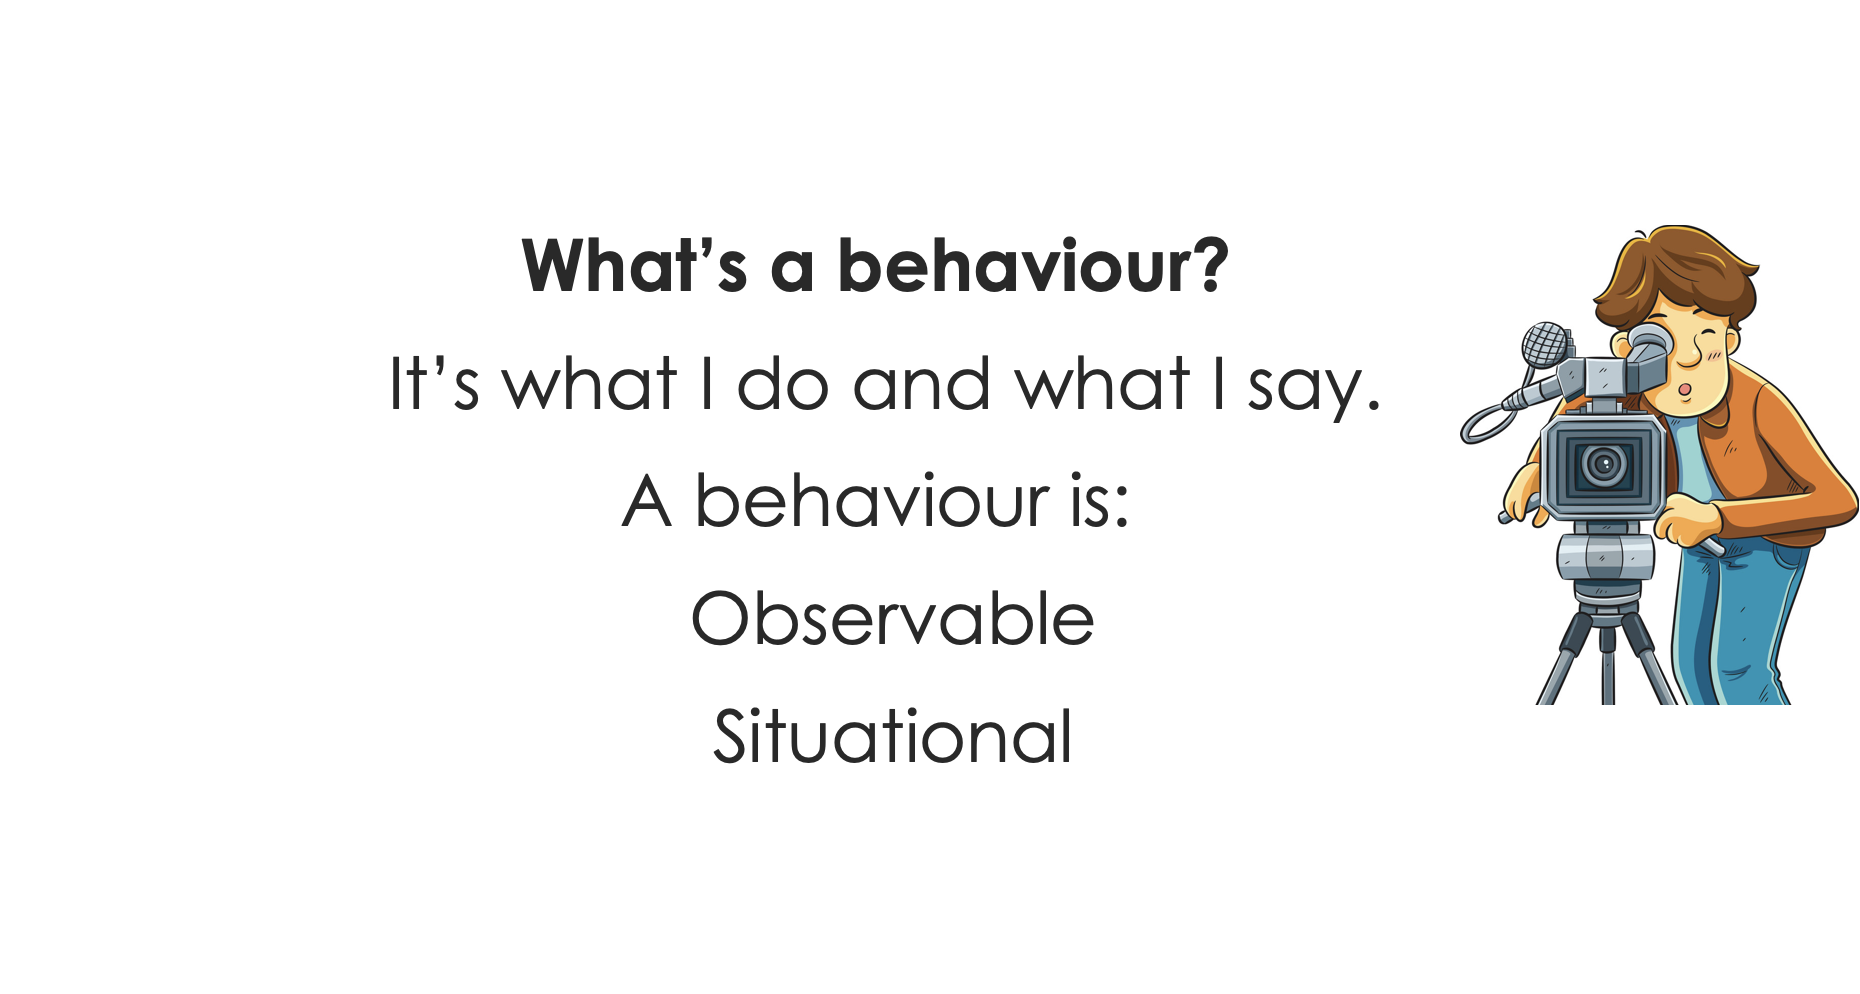 What’s a behaviour?
It’s what I do and what I say.
A behaviour is:
Observable
Situational